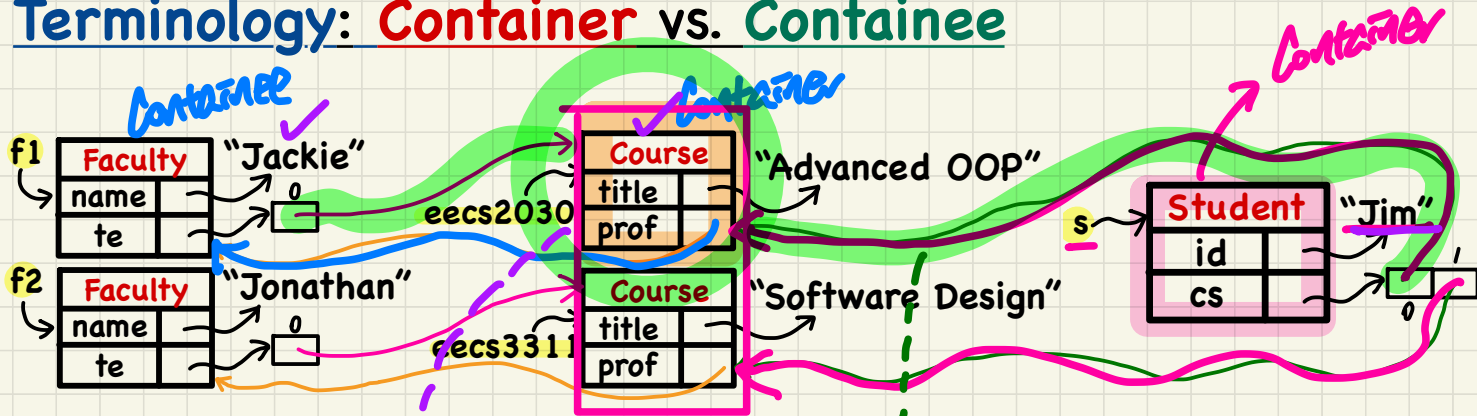 Terminology: Container vs. Containee
Container
Containee
Container
f1
Faculty
name
te
"Jackie"
0
eecs2030
Course
title
prof
"Advanced OOP"
s
Student
id
cs
"Jim"
0
1
f2
Faculty
name
te
"Jonathan"
0
eecs3311
Course
title
prof
"Software Design"